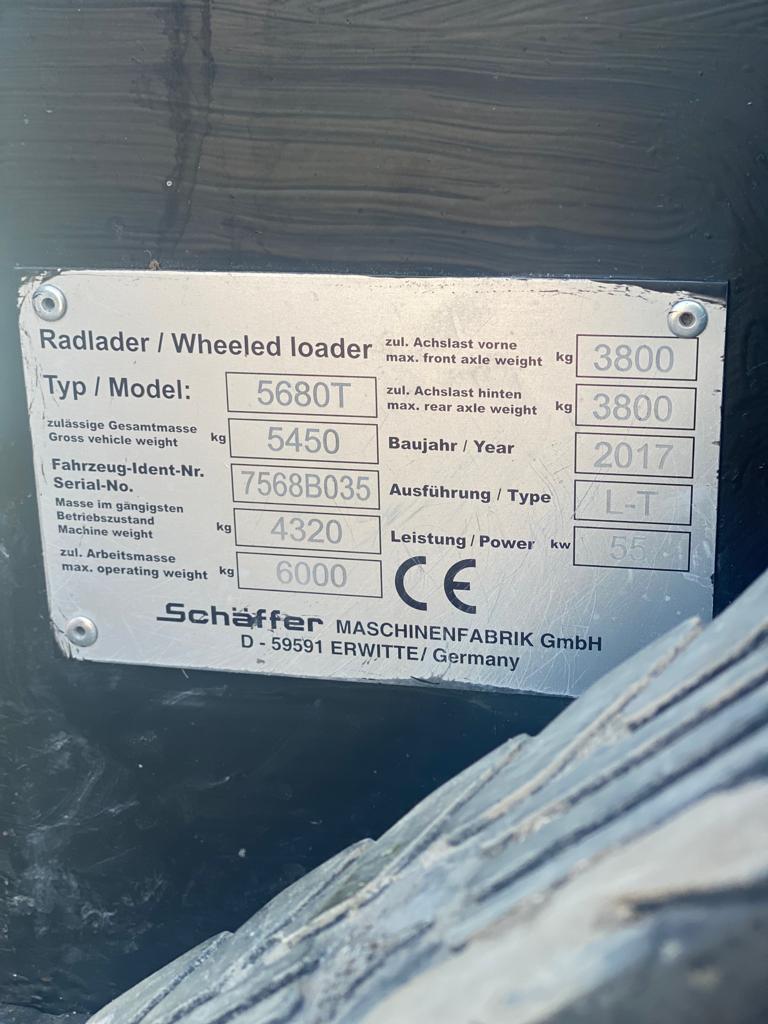 Radlader / Wheeled loader
Typ / Model: 5680T
zulässige Gesamtmasse
Gross vehicle weight kg 5450
Fahrzeug-Ident-Nr.
Serial-No. 7568B035
Masse im gängigsten
Betriebszustand
Machine weight kg 4320
zul. Arbeitsmasse
max. operating weight kg 6000
zul. Achslast vorne
max. front axle weight kg 3800
zul. Achslast hinten
max. rear axle weight kg 3800
Baujahr / Year 2017
Ausführung / Type L-T
Leistung / Power kw 55
CE
Schäffer MASCHINENFABRIK GmbH
D - 59591 ERWITTE/ Germany